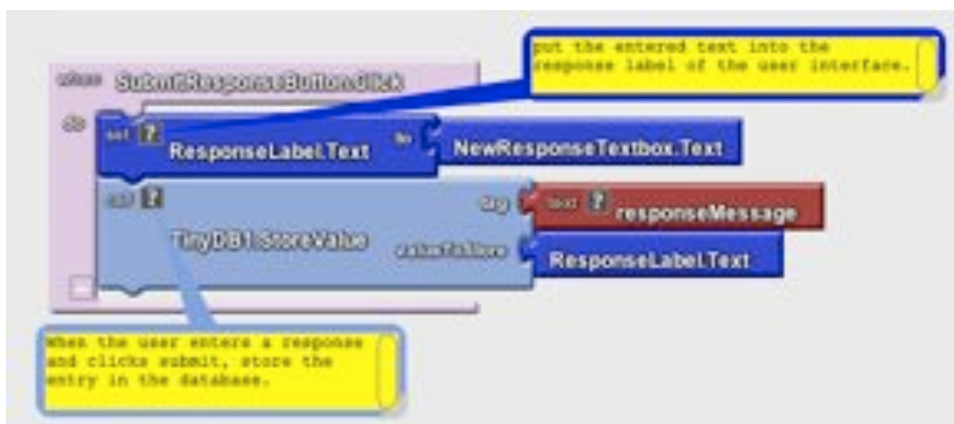 put the entered text into the
response label of the user interface.
when SubmitResponseButton.Click
do set ? ResponseLabel.Text to NewResponseTextbox.Text
call ? TinyDB1.StoreValue tag text ? responseMessage
valueToStore ResponseLabel.Text
When the user enters a response
and clicks submit, store the
entry in the database.